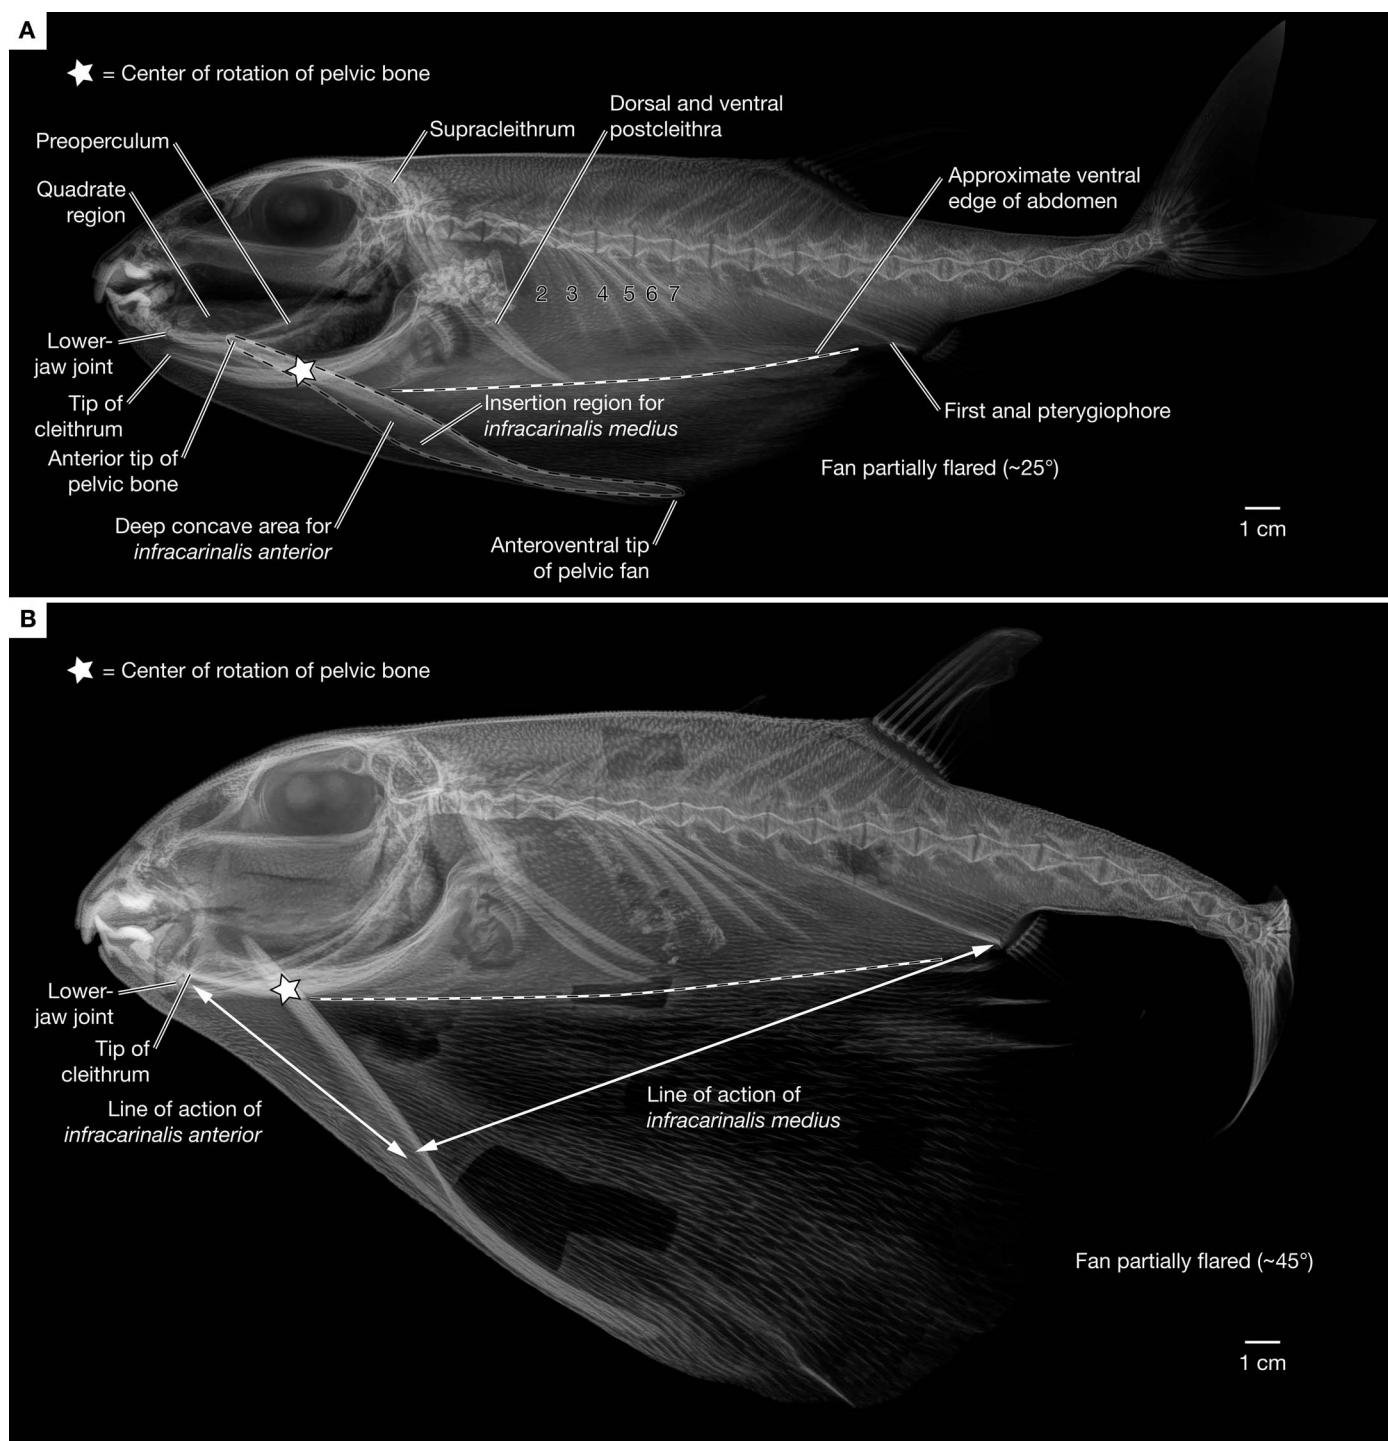 A
= Center of rotation of pelvic bone
Dorsal and ventral
postcleithra
Supracleithrum
Preoperculum
Quadrate
region
Approximate ventral
edge of abdomen
2 3 4 5 6 7
Lower-
jaw joint
Tip of
cleithrum
Anterior tip of
pelvic bone
Insertion region for
infracarinalis medius
First anal pterygiophore
Fan partially flared (~25°)
Deep concave area for
infracarinalis anterior
Anteroventral tip
of pelvic fan
1 cm
B
= Center of rotation of pelvic bone
Lower-
jaw joint
Tip of
cleithrum
Line of action of
infracarinalis anterior
Line of action of
infracarinalis medius
Fan partially flared (~45°)
1 cm